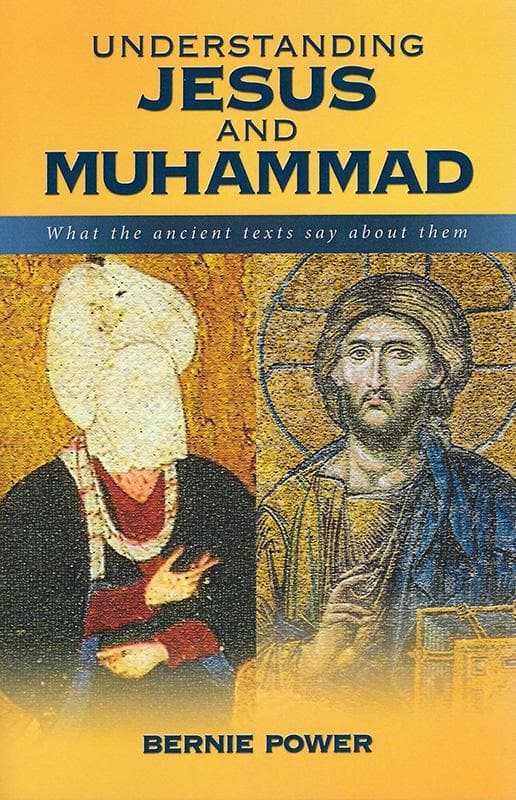 UNDERSTANDING
JESUS
AND
MUHAMMAD
What the ancient texts say about them
BERNIE POWER